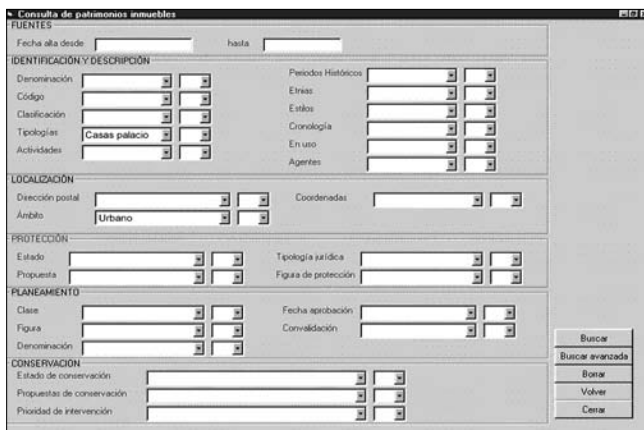 Consulta de patrimonios inmuebles
FUENTES
Fecha alta desde hasta
IDENTIFICACIÓN Y DESCRIPCIÓN
Denominación
Código
Clasificación
Tipologías Casas palacio
Actividades
Periodos Históricos
Etnias
Estilos
Cronología
En uso
Agentes
LOCALIZACIÓN
Dirección postal Coordenadas
Ámbito Urbano
PROTECCIÓN
Estado Tipología jurídica
Propuesta Figura de protección
PLANEAMIENTO
Clase Fecha aprobación
Figura Convalidación
Denominación
CONSERVACIÓN
Estado de conservación
Propuestas de conservación
Prioridad de intervención
Buscar
Buscar avanzada
Borrar
Volver
Cerrar